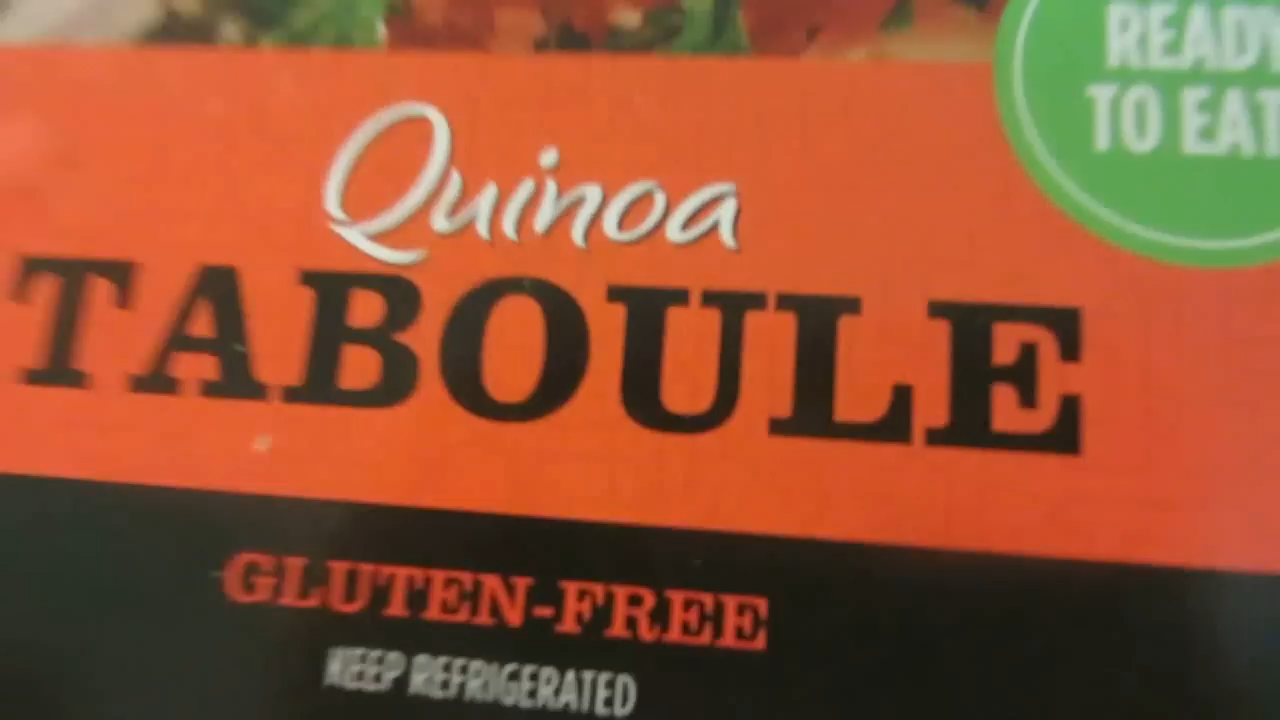 READY
TO EAT
Quinoa
TABOULE
GLUTEN-FREE
KEEP REFRIGERATED